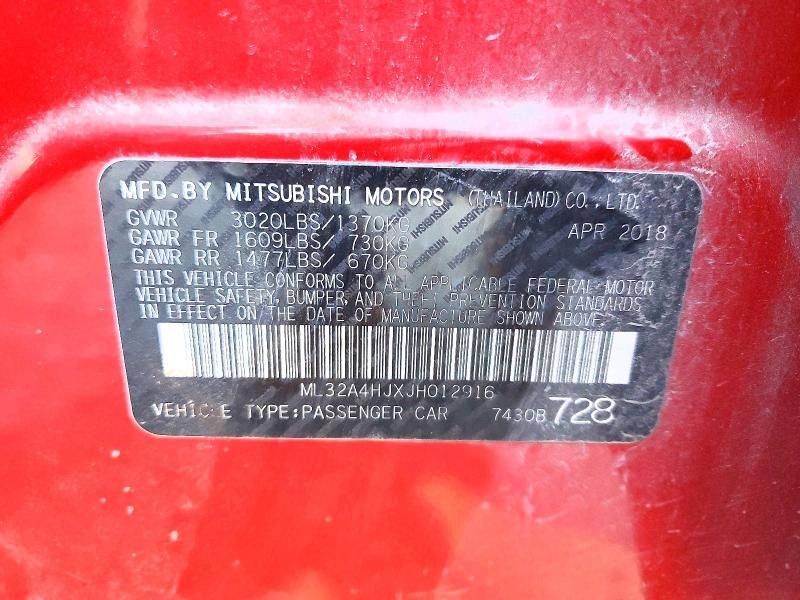 MFD.BY MITSUBISHI MOTORS (THAILAND) CO.,LTD.
GVWR 3020LBS/1370KG APR 2018
GAWR FR 1609LBS/ 730KG
GAWR RR 1477LBS/ 670KG
THIS VEHICLE CONFORMS TO ALL APPLICABLE FEDERAL MOTOR
VEHICLE SAFETY, BUMPER, AND THEFT PREVENTION STANDARDS
IN EFFECT ON THE DATE OF MANUFACTURE SHOWN ABOVE.
ML32A4HJXJH012916
VEHICLE TYPE:PASSENGER CAR 7430B 728